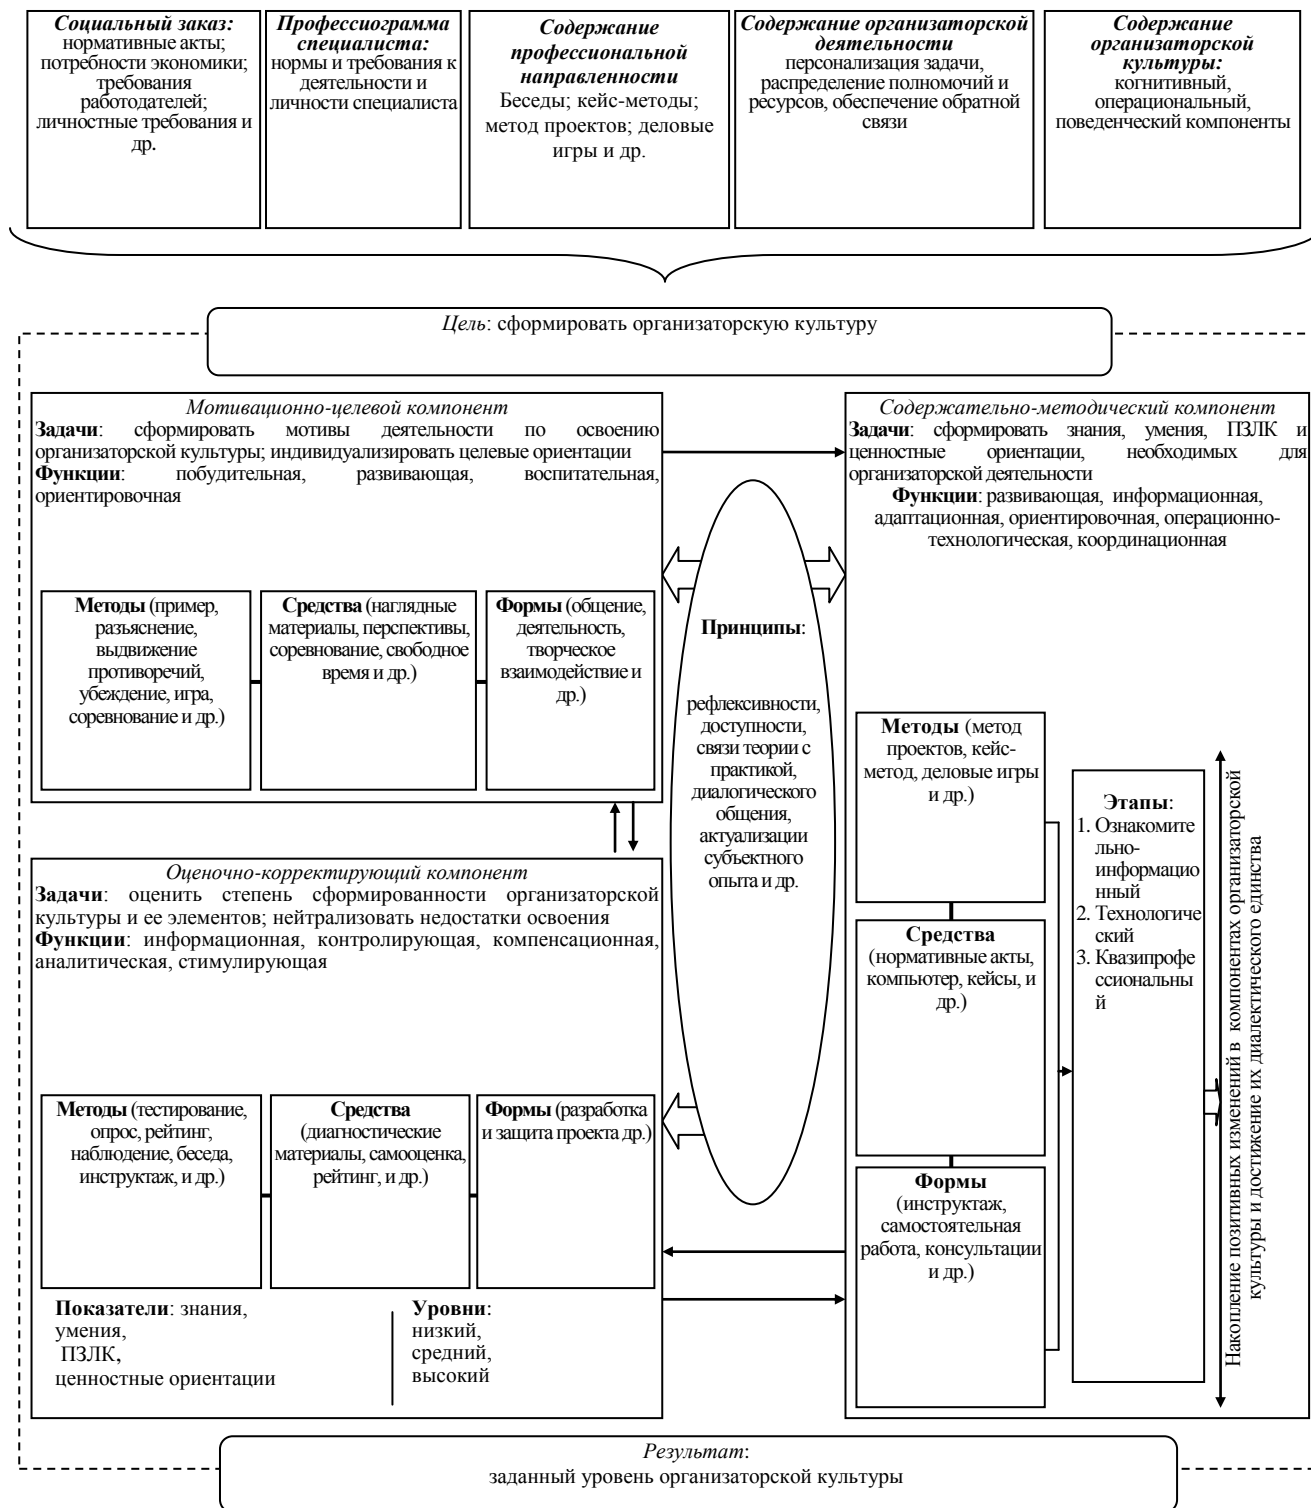 Социальный заказ:
нормативные акты;
потребности экономики;
требования
работодателей;
личностные требования и
др.
Профессиограмма
специалиста:
нормы и требования к
деятельности и
личности специалиста
Содержание
профессиональной
направленности
Беседы; кейс-методы;
метод проектов; деловые
игры и др.
Содержание организаторской
деятельности
персонализация задачи,
распределение полномочий и
ресурсов, обеспечение обратной
связи
Содержание
организаторской
культуры:
когнитивный,
операциональный,
поведенческий компоненты
Цель: сформировать организаторскую культуру
Мотивационно-целевой компонент
Задачи: сформировать мотивы деятельности по освоению
организаторской культуры; индивидуализировать целевые ориентации
Функции: побудительная, развивающая, воспитательная,
ориентировочная
Методы (пример,
разъяснение,
выдвижение
противоречий,
убеждение, игра,
соревнование и др.)
Средства (наглядные
материалы, перспективы,
соревнование, свободное
время и др.)
Формы (общение,
деятельность,
творческое
взаимодействие и
др.)
Принципы:
рефлексивности,
доступности,
связи теории с
практикой,
диалогического
общения,
актуализации
субъектного
опыта и др.
Содержательно-методический компонент
Задачи: сформировать знания, умения, ПЗЛК и
ценностные ориентации, необходимых для
организаторской деятельности
Функции: развивающая, информационная,
адаптационная, ориентировочная, операционно-
технологическая, координационная
Методы (метод
проектов, кейс-
метод, деловые игры
и др.)
Средства
(нормативные акты,
компьютер, кейсы, и
др.)
Формы
(инструктаж,
самостоятельная
работа, консультации
и др.)
Этапы:
1. Ознакомите
льно-
информацио
нный
2. Технологиче
ский
3. Квазипрофе
ссиональны
й
Накопление позитивных изменений в компонентах организаторской
культуры и достижение их диалектического единства
Оценочно-корректирующий компонент
Задачи: оценить степень сформированности организаторской
культуры и ее элементов; нейтрализовать недостатки освоения
Функции: информационная, контролирующая, компенсационная,
аналитическая, стимулирующая
Методы (тестирование,
опрос, рейтинг,
наблюдение, беседа,
инструктаж, и др.)
Средства
(диагностические
материалы, самооценка,
рейтинг, и др.)
Формы (разработка
и защита проекта др.)
Показатели: знания,
умения,
ПЗЛК,
ценностные ориентации
Уровни:
низкий,
средний,
высокий
Результат:
заданный уровень организаторской культуры